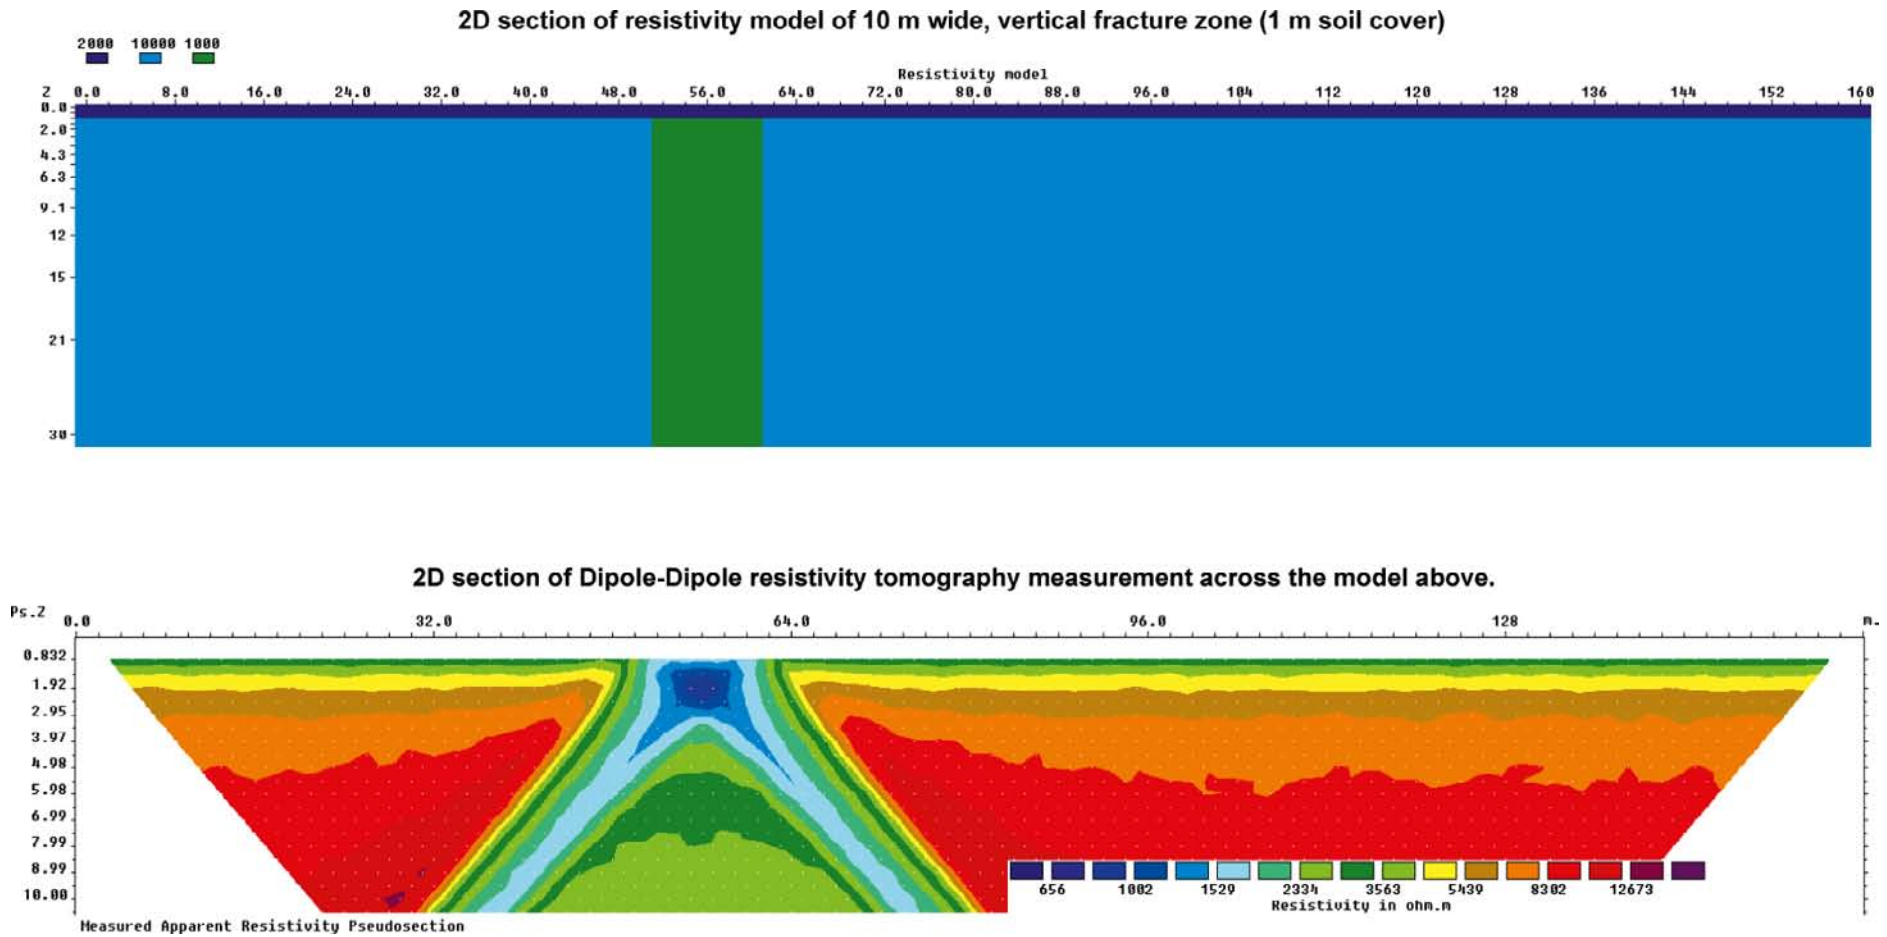 2D section of resistivity model of 10 m wide, vertical fracture zone (1 m soil cover)
2000 10000 1000
Resistivity model
Z 0.0 8.0 16.0 24.0 32.0 40.0 48.0 56.0 64.0 72.0 80.0 88.0 96.0 104 112 120 128 136 144 152 160
0.0
2.0
4.3
6.3
9.1
12
15
21
30
2D section of Dipole-Dipole resistivity tomography measurement across the model above.
Ps.Z 0.0 32.0 64.0 96.0 128 m.
0.832
1.92
2.95
3.97
4.98
5.98
6.99
7.99
8.99
10.00
656 1002 1529 2334 3563 5439 8302 12673
Resistivity in ohm.m
Measured Apparent Resistivity Pseudosection